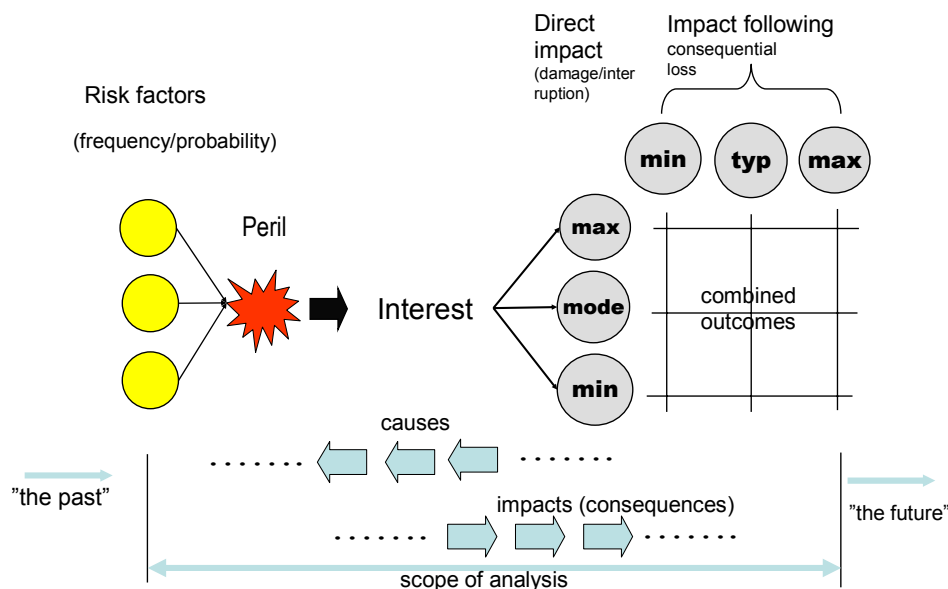 Direct
impact
(damage/inter
ruption)
Impact following
consequential
loss
Risk factors
(frequency/probability)
min
typ
max
Peril
max
Interest
mode
combined
outcomes
min
causes
"the past"
impacts (consequences)
"the future"
scope of analysis